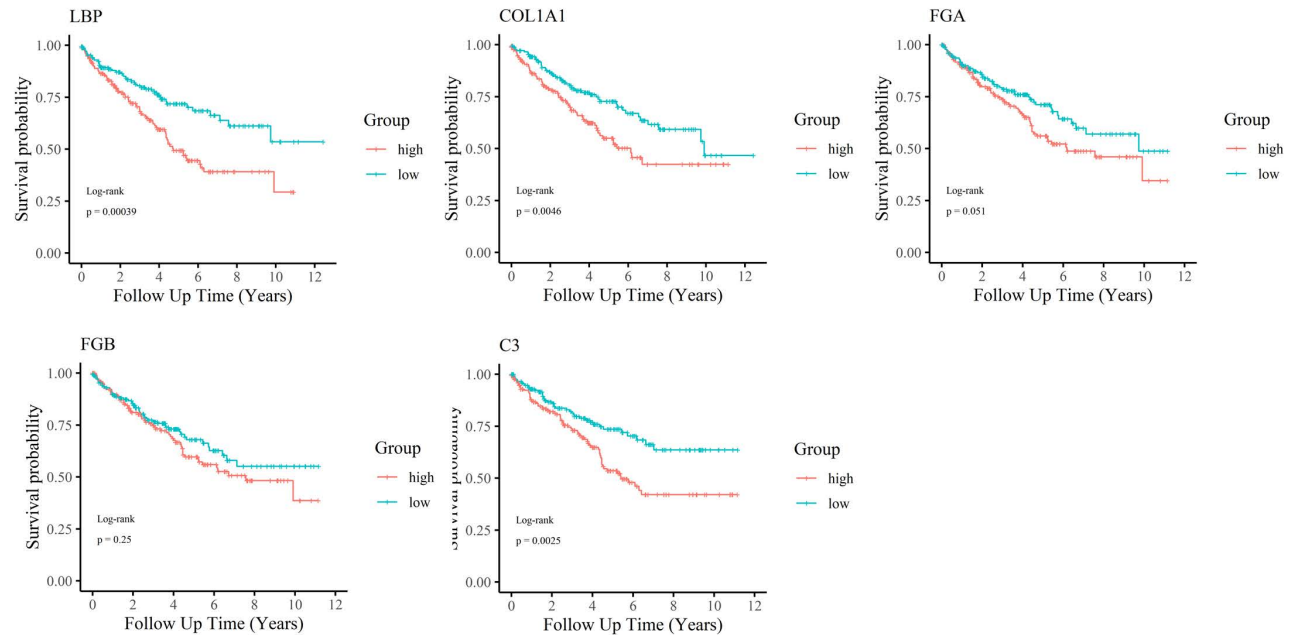 LBP
1.00
0.75
0.50
0.25
0.00
Survival probability
0 2 4 6 8 10 12
Follow Up Time (Years)
Log-rank
p = 0.00039
Group
high
low
COL1A1
1.00
0.75
0.50
0.25
0.00
Survival probability
0 2 4 6 8 10 12
Follow Up Time (Years)
Log-rank
p = 0.0046
Group
high
low
FGA
1.00
0.75
0.50
0.25
0.00
Survival probability
0 2 4 6 8 10 12
Follow Up Time (Years)
Log-rank
p = 0.051
Group
high
low
FGB
1.00
0.75
0.50
0.25
0.00
Survival probability
0 2 4 6 8 10 12
Follow Up Time (Years)
Log-rank
p = 0.25
Group
high
low
C3
1.00
0.75
0.50
0.25
0.00
Survival probability
0 2 4 6 8 10 12
Follow Up Time (Years)
Log-rank
p = 0.0025
Group
high
low